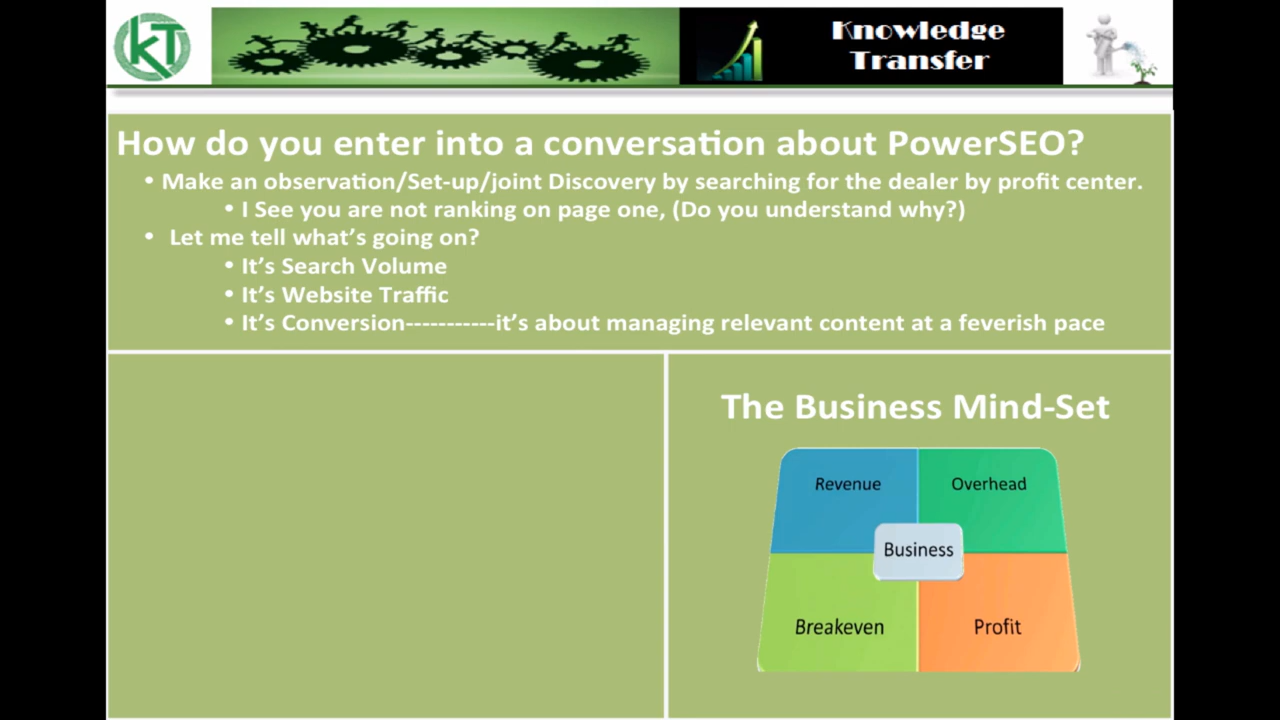 KT
Knowledge
Transfer
How do you enter into a conversation about PowerSEO?
• Make an observation/Set-up/joint Discovery by searching for the dealer by profit center.
• I See you are not ranking on page one, (Do you understand why?)
• Let me tell what's going on?
• It's Search Volume
• It's Website Traffic
• It's Conversion-----------it's about managing relevant content at a feverish pace
The Business Mind-Set
Revenue
Overhead
Business
Breakeven
Profit